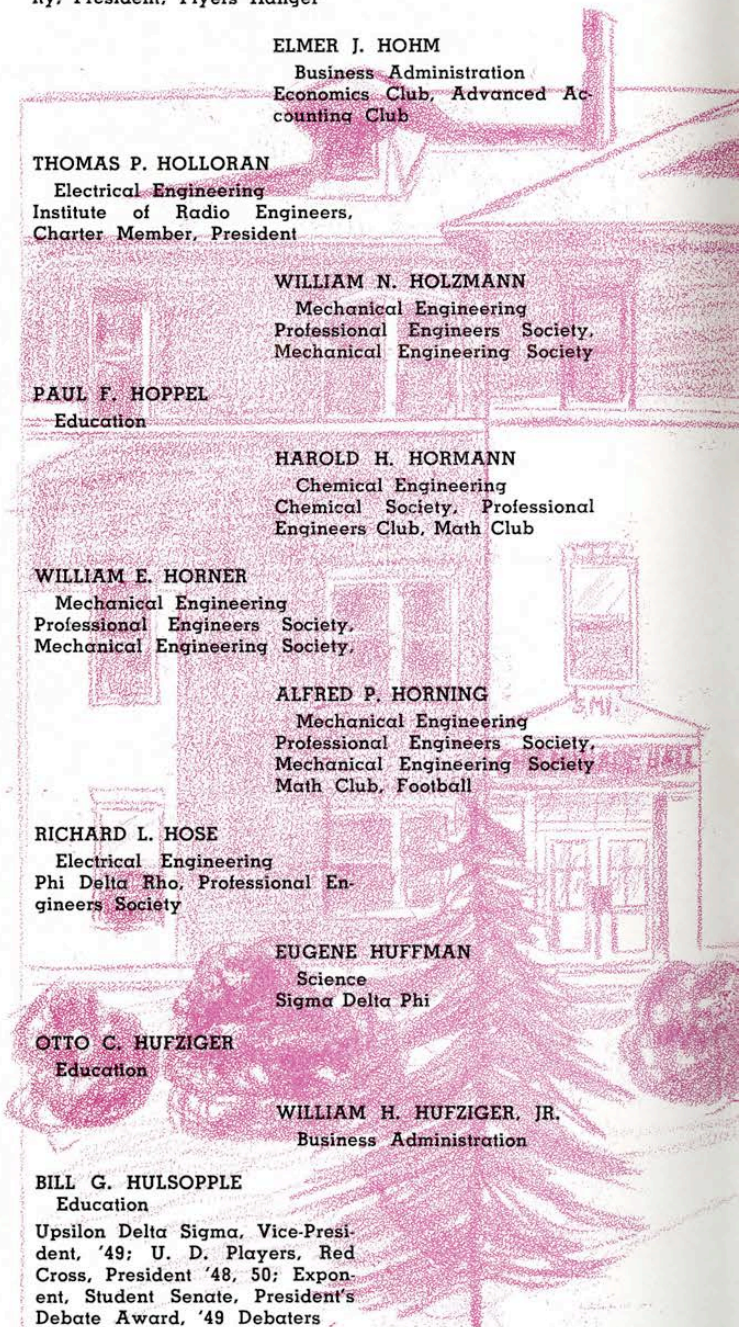 Ry, President, Flyers Hanger
ELMER J. HOHM
Business Administration
Economics Club, Advanced Ac-
counting Club
THOMAS P. HOLLORAN
Electrical Engineering
Institute of Radio Engineers,
Charter Member, President
WILLIAM N. HOLZMANN
Mechanical Engineering
Professional Engineers Society,
Mechanical Engineering Society
PAUL F. HOPPEL
Education
HAROLD H. HORMANN
Chemical Engineering
Chemical Society, Professional
Engineers Club, Math Club
WILLIAM E. HORNER
Mechanical Engineering
Professional Engineers Society,
Mechanical Engineering Society,
ALFRED P. HORNING
Mechanical Engineering
Professional Engineers Society,
Mechanical Engineering Society
Math Club, Football
S.M.I.
HALL
RICHARD L. HOSE
Electrical Engineering
Phi Delta Rho, Professional En-
gineers Society
EUGENE HUFFMAN
Science
Sigma Delta Phi
OTTO C. HUFZIGER
Education
WILLIAM H. HUFZIGER, JR.
Business Administration
BILL G. HULSOPPLE
Education
Upsilon Delta Sigma, Vice-Presi-
dent, '49; U. D. Players, Red
Cross, President '48, 50; Expon-
ent, Student Senate, President's
Debate Award, '49 Debaters